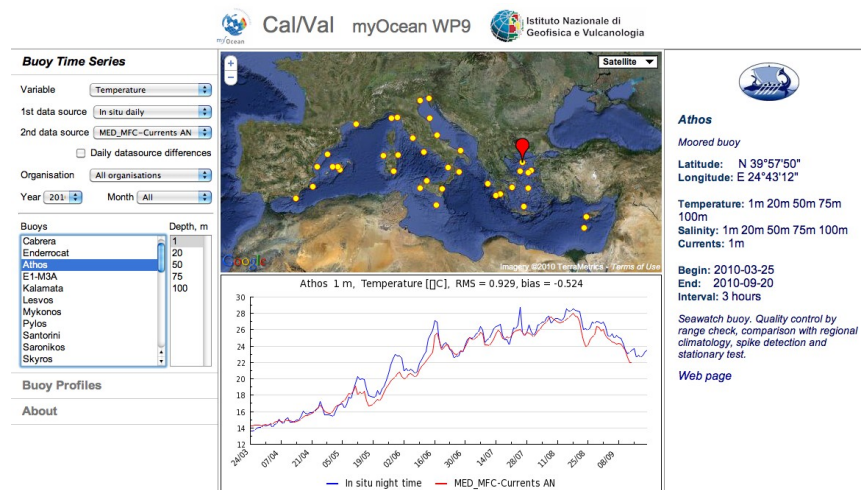 myOcean
Cal/Val myOcean WP9
Istituto Nazionale di
Geofisica e Vulcanologia
Buoy Time Series
Variable Temperature
1st data source In situ daily
2nd data source MED_MFC-Currents AN
Daily datasource differences
Organisation All organisations
Year 201 Month All
Buoys Depth, m
Cabrera 1
Enderrocat 20
Athos 50
E1-M3A 75
Kalamata 100
Lesvos
Mykonos
Pylos
Santorini
Saronikos
Skyros
Buoy Profiles
About
+
−
Satellite
Google
Imagery ©2010 TerraMetrics - Terms of Use
Athos 1 m, Temperature [▯C], RMS = 0.929, bias = -0.524
30
28
26
24
22
20
18
16
14
12
24/03 07/04 21/04 05/05 19/05 02/06 16/06 30/06 14/07 28/07 11/08 25/08 08/09
In situ night time MED_MFC-Currents AN
Athos
Moored buoy
Latitude: N 39°57'50"
Longitude: E 24°43'12"
Temperature: 1m 20m 50m 75m
100m
Salinity: 1m 20m 50m 75m 100m
Currents: 1m
Begin: 2010-03-25
End: 2010-09-20
Interval: 3 hours
Seawatch buoy. Quality control by
range check, comparison with regional
climatology, spike detection and
stationary test.
Web page